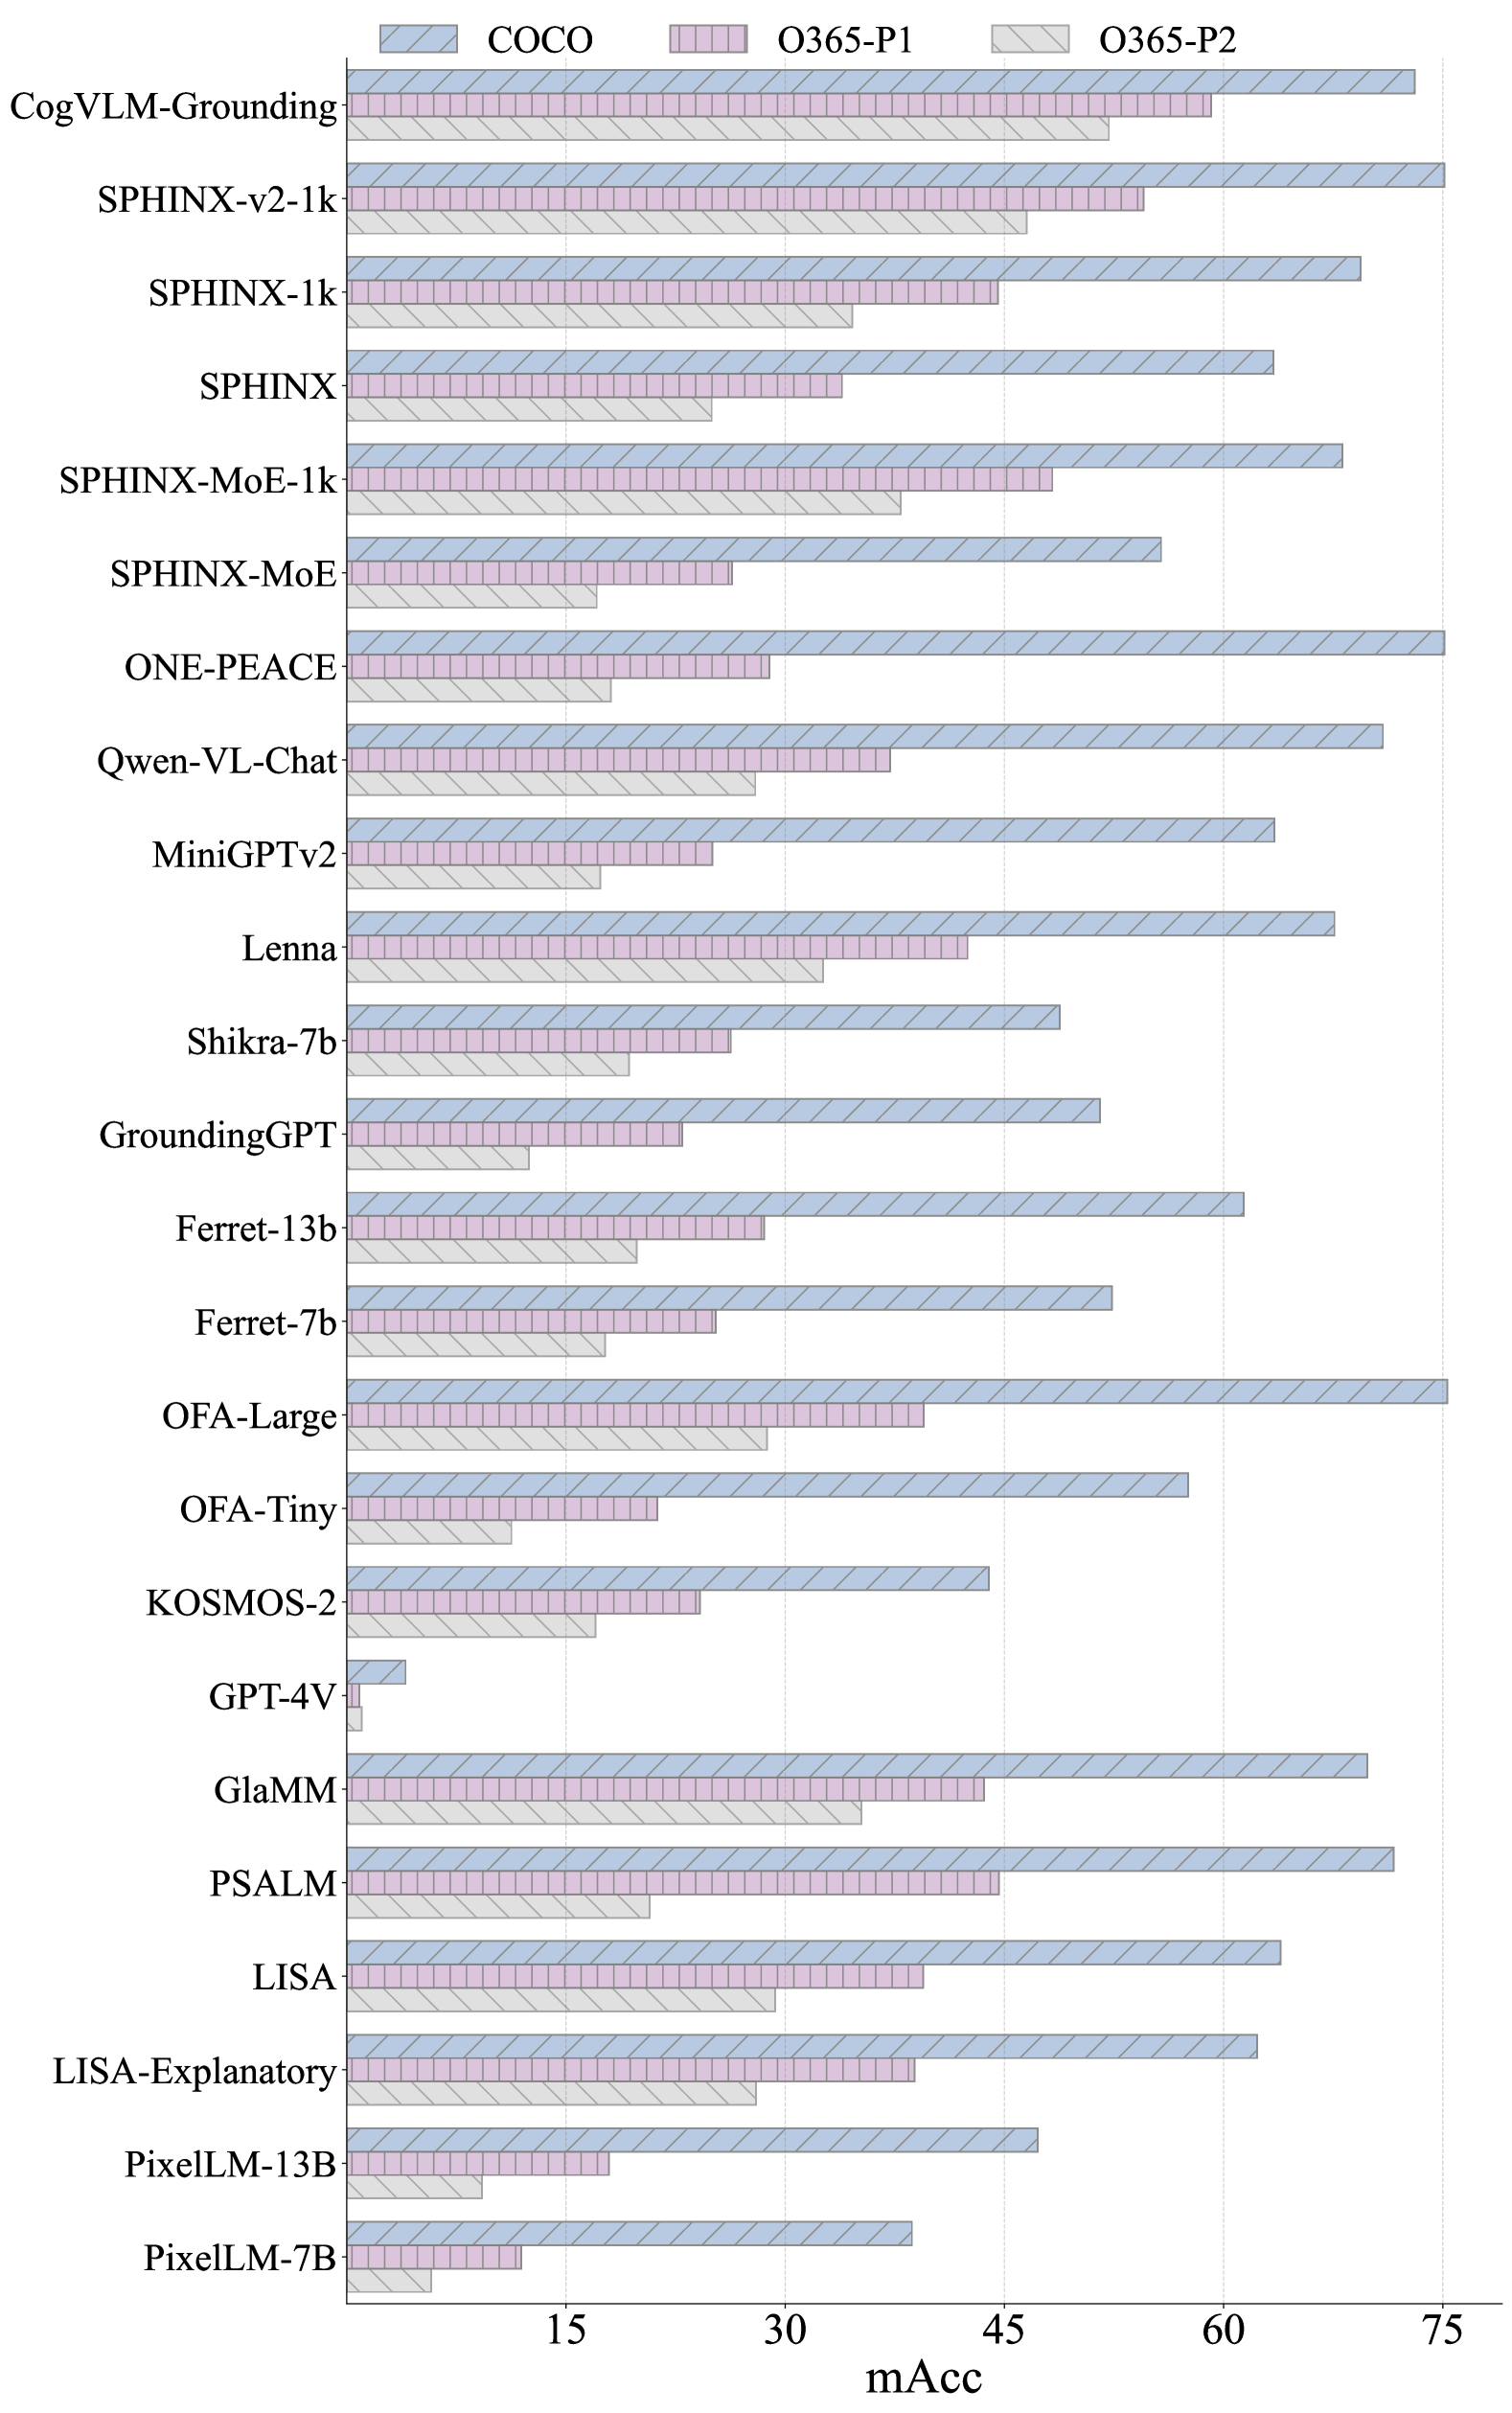 COCO O365-P1 O365-P2
CogVLM-Grounding
SPHINX-v2-1k
SPHINX-1k
SPHINX
SPHINX-MoE-1k
SPHINX-MoE
ONE-PEACE
Qwen-VL-Chat
MiniGPTv2
Lenna
Shikra-7b
GroundingGPT
Ferret-13b
Ferret-7b
OFA-Large
OFA-Tiny
KOSMOS-2
GPT-4V
GlaMM
PSALM
LISA
LISA-Explanatory
PixelLM-13B
PixelLM-7B
15 30 45 60 75
mAcc